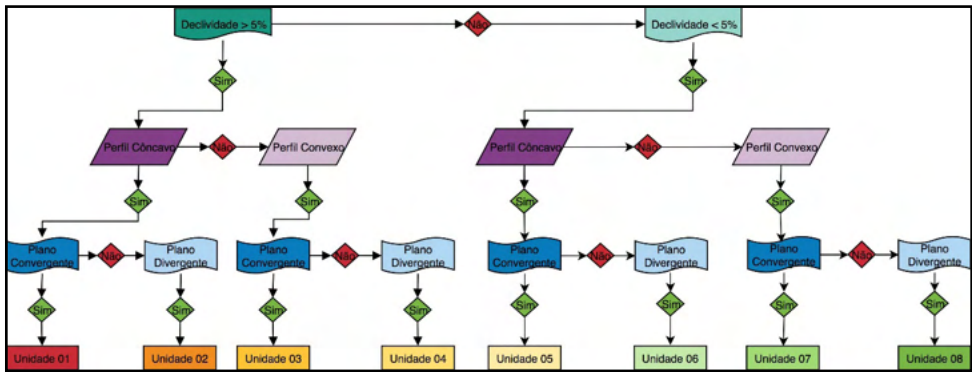 Declividade > 5%
Não
Declividade < 5%
Sim
Sim
Perfil Côncavo
Não
Perfil Convexo
Perfil Côncavo
Não
Perfil Convexo
Sim
Sim
Sim
Sim
Plano
Convergente
Não
Plano
Divergente
Plano
Convergente
Não
Plano
Divergente
Plano
Convergente
Não
Plano
Divergente
Plano
Convergente
Não
Plano
Divergente
Sim
Sim
Sim
Sim
Sim
Sim
Sim
Sim
Unidade 01
Unidade 02
Unidade 03
Unidade 04
Unidade 05
Unidade 06
Unidade 07
Unidade 08